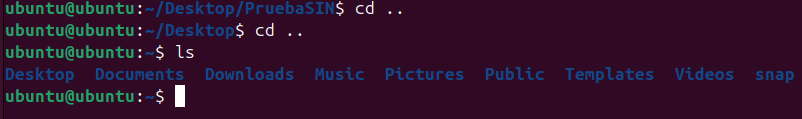 ubuntu@ubuntu:~/Desktop/PruebaSIN$ cd ..
ubuntu@ubuntu:~/Desktop$ cd ..
ubuntu@ubuntu:~$ ls
Desktop  Documents  Downloads  Music  Pictures  Public  Templates  Videos  snap
ubuntu@ubuntu:~$